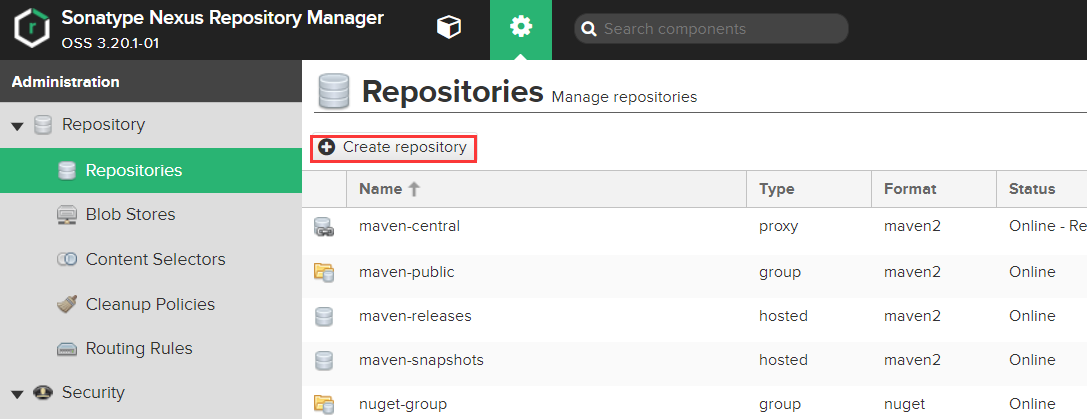 Sonatype Nexus Repository Manager
OSS 3.20.1-01
Search components
Administration
Repository
Repositories
Blob Stores
Content Selectors
Cleanup Policies
Routing Rules
Security
Repositories Manage repositories
Create repository
Name Type Format Status
maven-central proxy maven2 Online - Re
maven-public group maven2 Online
maven-releases hosted maven2 Online
maven-snapshots hosted maven2 Online
nuget-group group nuget Online